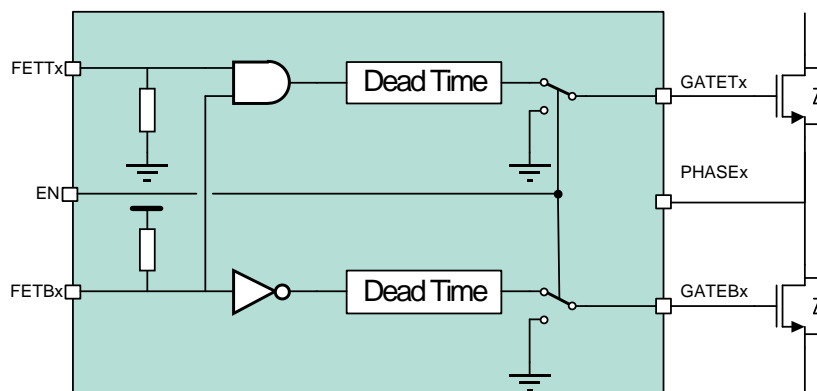 FETTx
Dead Time
GATETx
PHASEx
EN
FETBx
Dead Time
GATEBx